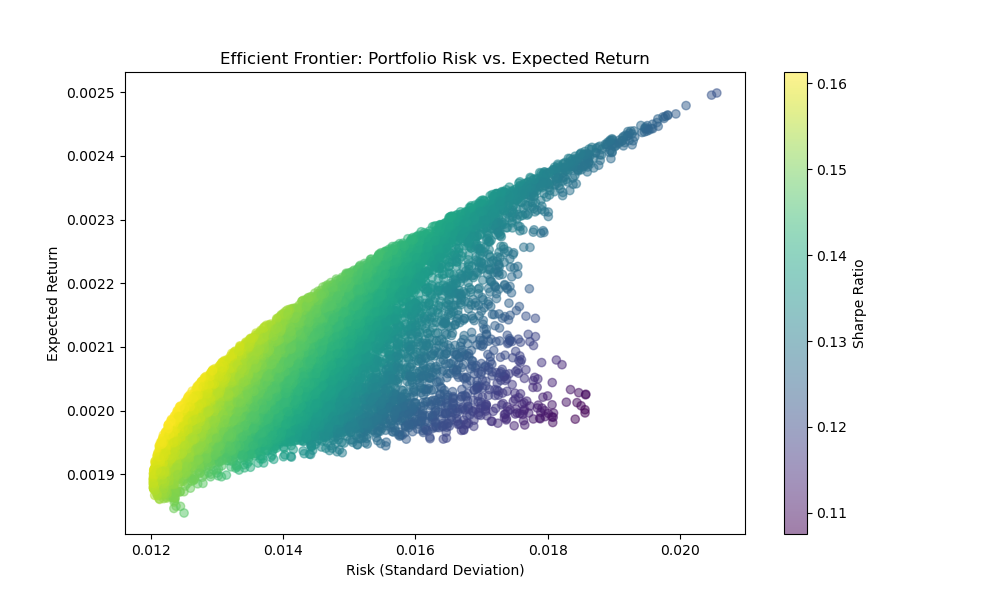 Efficient Frontier: Portfolio Risk vs. Expected Return
Expected Return
0.0025
0.0024
0.0023
0.0022
0.0021
0.0020
0.0019
0.012 0.014 0.016 0.018 0.020
Risk (Standard Deviation)
0.16
0.15
0.14
0.13
0.12
0.11
Sharpe Ratio